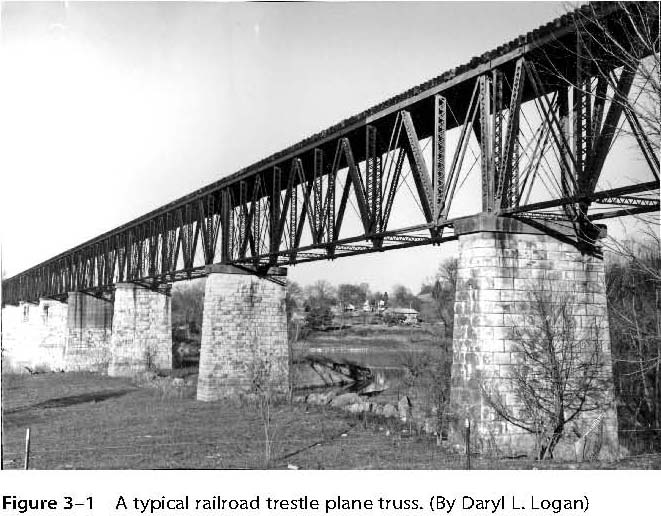 Figure 3–1 A typical railroad trestle plane truss. (By Daryl L. Logan)